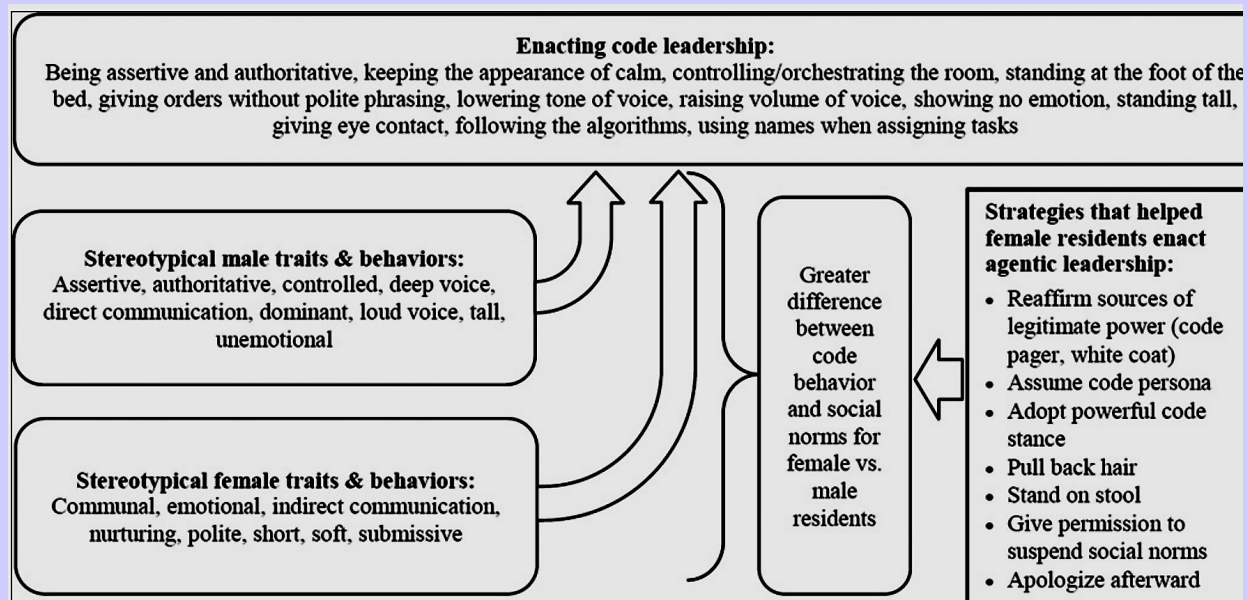 Enacting code leadership:
Being assertive and authoritative, keeping the appearance of calm, controlling/orchestrating the room, standing at the foot of the
bed, giving orders without polite phrasing, lowering tone of voice, raising volume of voice, showing no emotion, standing tall,
giving eye contact, following the algorithms, using names when assigning tasks
Stereotypical male traits & behaviors:
Assertive, authoritative, controlled, deep voice,
direct communication, dominant, loud voice, tall,
unemotional
Stereotypical female traits & behaviors:
Communal, emotional, indirect communication,
nurturing, polite, short, soft, submissive
Greater
difference
between
code
behavior
and social
norms for
female vs.
male
residents
Strategies that helped
female residents enact
agentic leadership:
• Reaffirm sources of
legitimate power (code
pager, white coat)
• Assume code persona
• Adopt powerful code
stance
• Pull back hair
• Stand on stool
• Give permission to
suspend social norms
• Apologize afterward